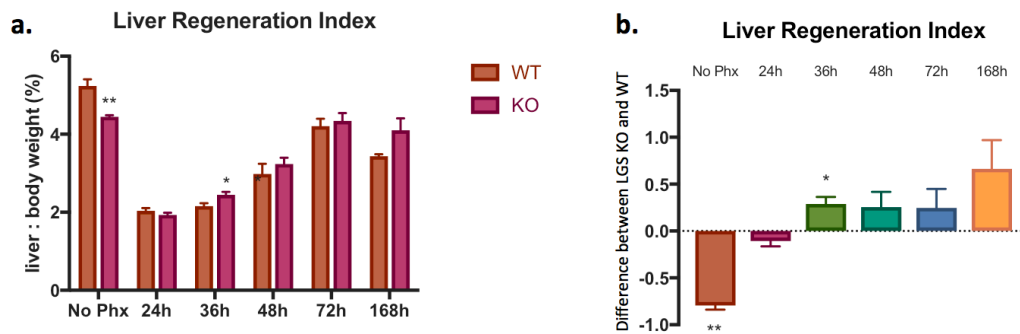 a.
Liver Regeneration Index
liver : body weight (%)
6
4
2
0
**
*
*
No Phx 24h 36h 48h 72h 168h
WT
KO
b.
Liver Regeneration Index
No Phx 24h 36h 48h 72h 168h
Difference between LGS KO and WT
1.5
1.0
0.5
0.0
-0.5
-1.0
*
**